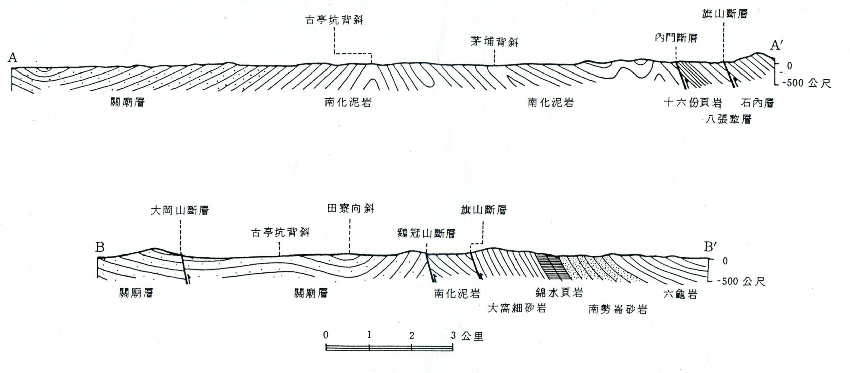 古亭坑背斜
茅埔背斜
內門斷層
旗山斷層
A
A′
0
-500 公尺
關廟層
南化泥岩
南化泥岩
十六份頁岩
石內層
八張犂層
大岡山斷層
古亭坑背斜
田寮向斜
鷄冠山斷層
旗山斷層
B
B′
0
-500 公尺
關廟層
關廟層
南化泥岩
大窩細砂岩
錦水頁岩
南勢崙砂岩
六龜岩
0 1 2 3 公里